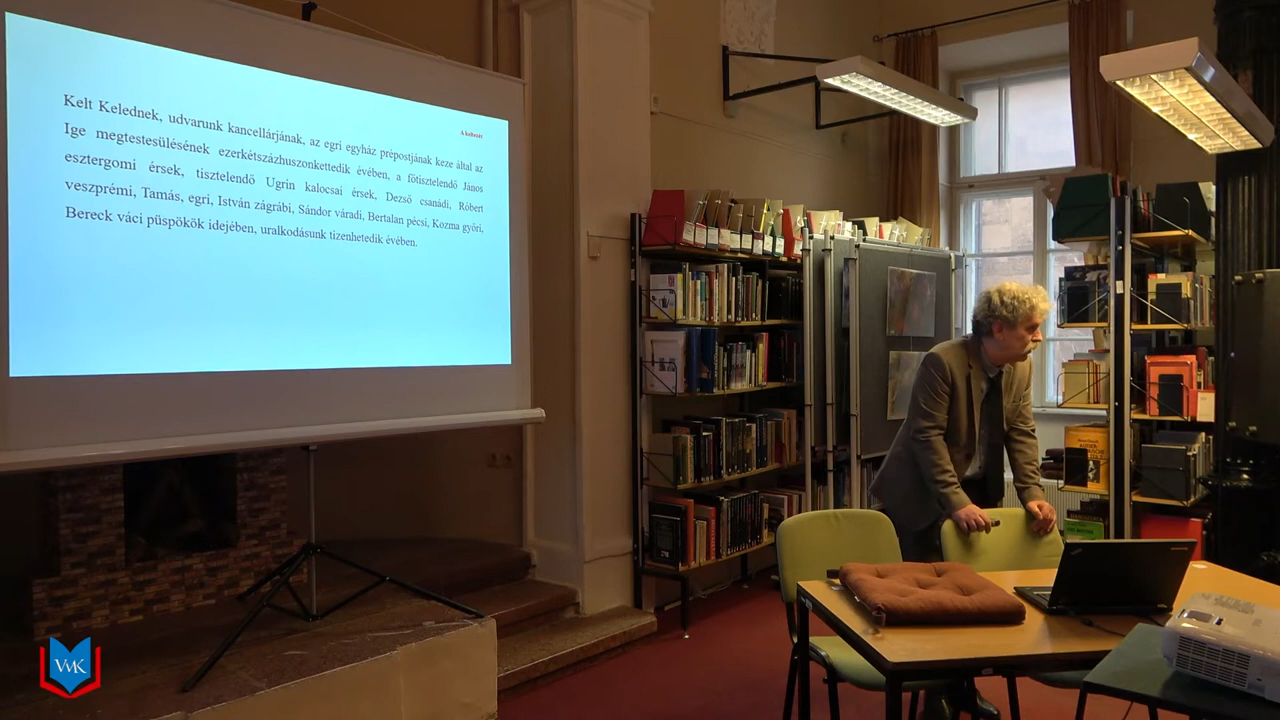 A keltezés
Kelt Kelednek, udvarunk kancellárjának, az egri egyház prépostjának keze által az
Ige megtestesülésének ezerkétszázhuszonkettedik évében, a főtisztelendő János
esztergomi érsek, tisztelendő Ugrin kalocsai érsek, Dezső csanádi, Róbert
veszprémi, Tamás, egri, István zágrábi, Sándor váradi, Bertalan pécsi, Kozma győri,
Bereck váci püspökök idejében, uralkodásunk tizenhetedik évében.
VMK